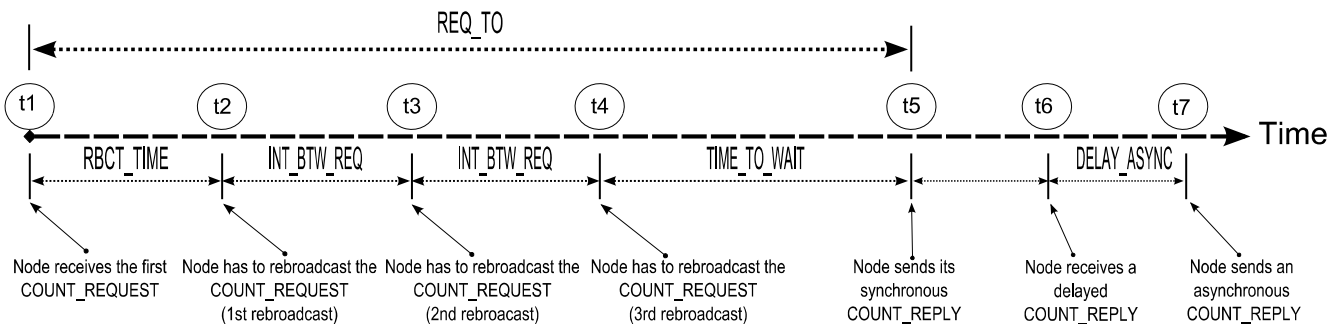 REQ_TO
t1 t2 t3 t4 t5 t6 t7
Time
RBCT_TIME INT_BTW_REQ INT_BTW_REQ TIME_TO_WAIT DELAY_ASYNC
Node receives the first
COUNT_REQUEST
Node has to rebroadcast the
COUNT_REQUEST
(1st rebroadcast)
Node has to rebroadcast the
COUNT_REQUEST
(2nd rebroacast)
Node has to rebroadcast the
COUNT_REQUEST
(3rd rebroadcast)
Node sends its
synchronous
COUNT_REPLY
Node receives a
delayed
COUNT_REPLY
Node sends an
asynchronous
COUNT_REPLY